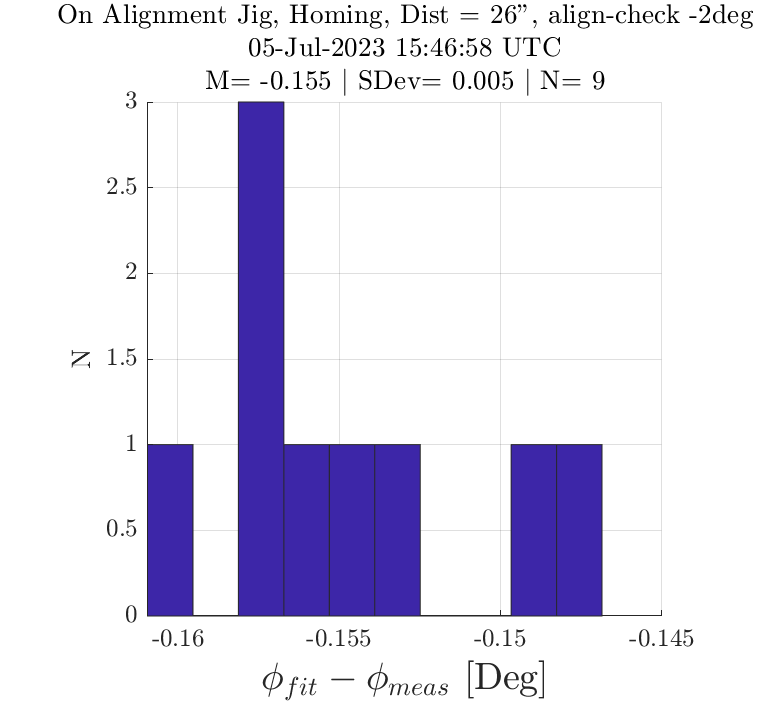 On Alignment Jig, Homing, Dist = 26”, align-check -2deg
05-Jul-2023 15:46:58 UTC
M= -0.155 | SDev= 0.005 | N= 9
3
2.5
2
1.5
1
0.5
0
N
-0.16 -0.155 -0.15 -0.145
ϕ_fit − ϕ_meas [Deg]